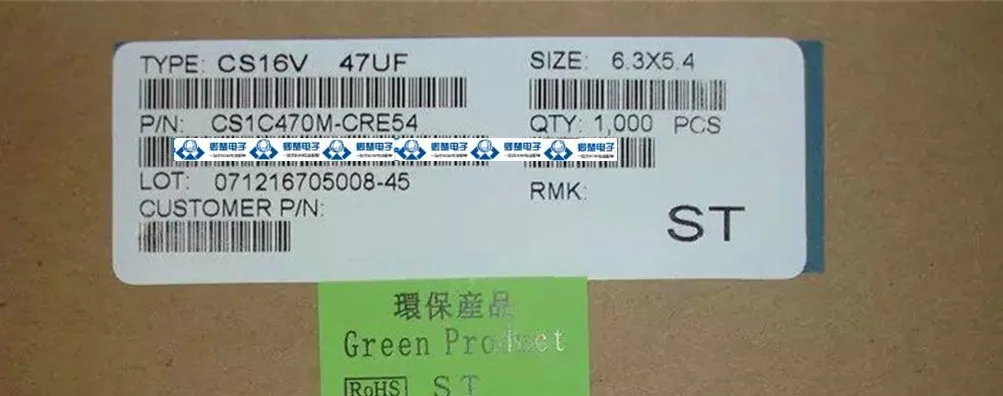 TYPE: CS16V 47UF SIZE: 6.3X5.4
P/N: CS1C470M-CRE54 QTY: 1,000 PCS
LOT: 071216705008-45 RMK:
CUSTOMER P/N:
ST
環保産品
Green Product
RoHS ST